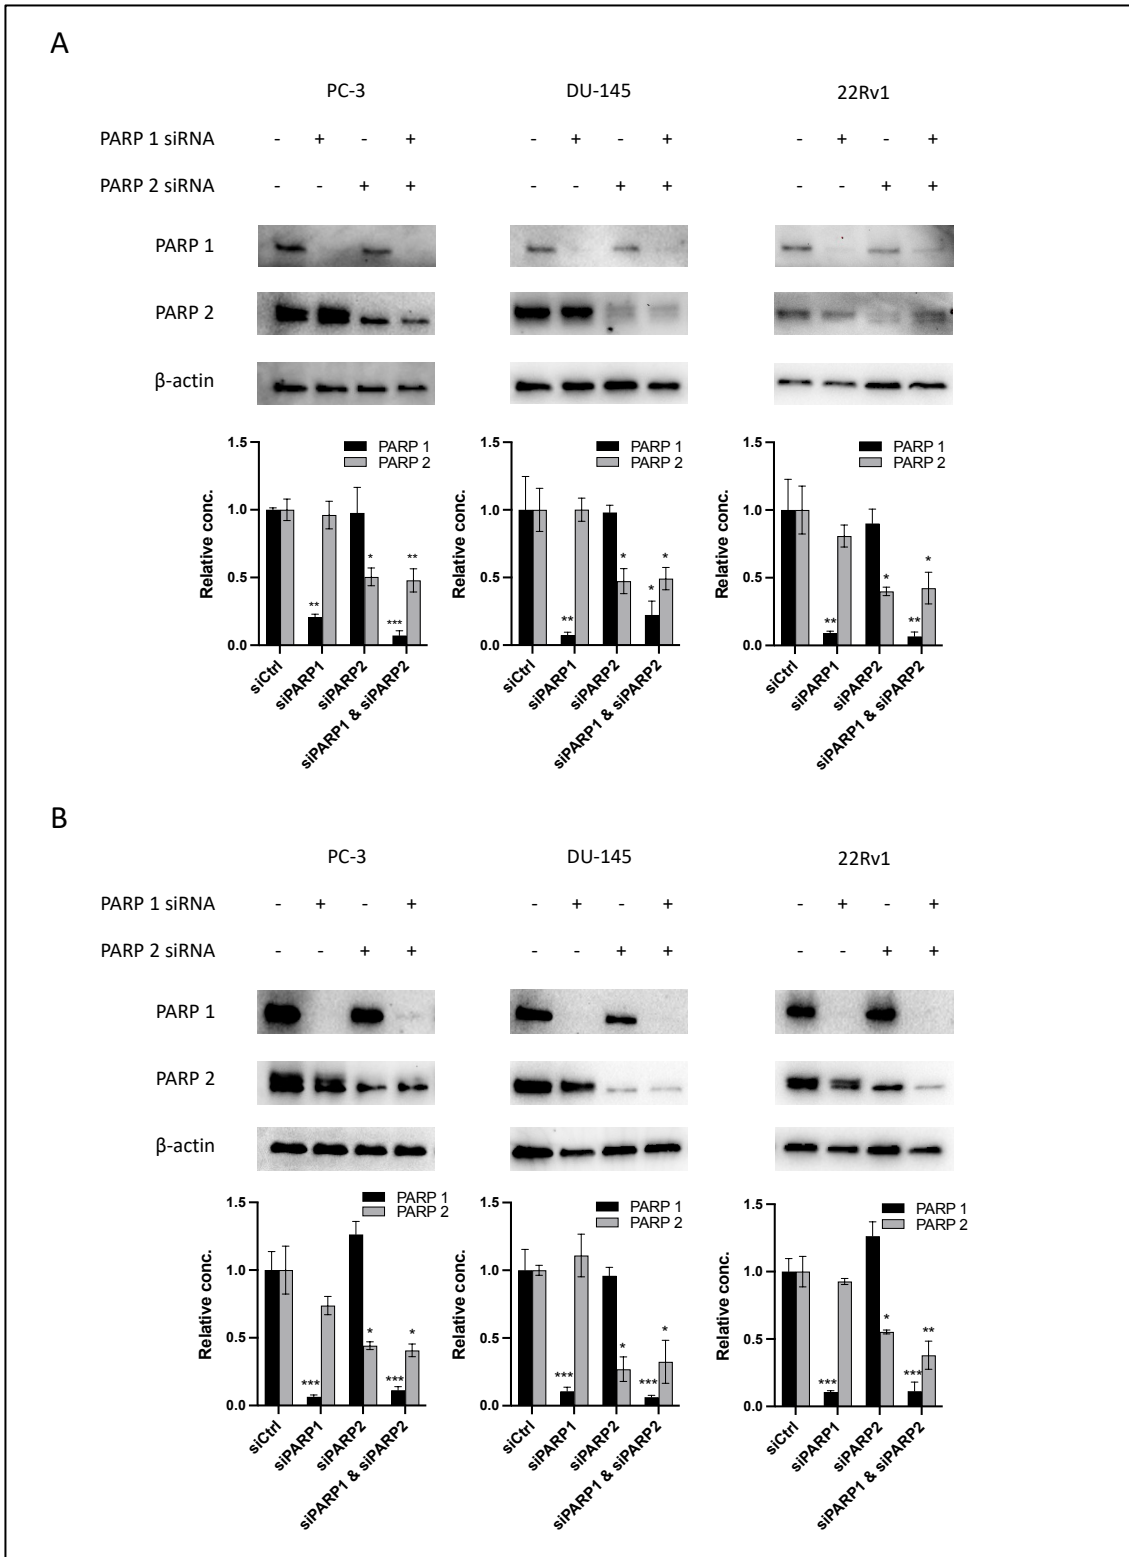 A
PC-3 DU-145 22Rv1
PARP 1 siRNA - + - + - + - + - + - +
PARP 2 siRNA - - + + - - + + - - + +
PARP 1
PARP 2
β-actin
1.5 PARP 1 1.5 PARP 1 1.5 PARP 1
PARP 2 PARP 2 PARP 2
1.0 1.0 1.0
Relative conc. Relative conc. Relative conc.
0.5 * ** 0.5 * * 0.5 * *
** *** ** * ** **
0.0 0.0 0.0
siCtrl siPARP1 siPARP2 siPARP1 & siPARP2 siCtrl siPARP1 siPARP2 siPARP1 & siPARP2 siCtrl siPARP1 siPARP2 siPARP1 & siPARP2
B
PC-3 DU-145 22Rv1
PARP 1 siRNA - + - + - + - + - + - +
PARP 2 siRNA - - + + - - + + - - + +
PARP 1
PARP 2
β-actin
1.5 PARP 1 1.5 PARP 1 1.5 PARP 1
PARP 2 PARP 2 PARP 2
1.0 1.0 1.0
Relative conc. Relative conc. Relative conc.
0.5 * * 0.5 * * 0.5 * **
*** *** *** *** *** ***
0.0 0.0 0.0
siCtrl siPARP1 siPARP2 siPARP1 & siPARP2 siCtrl siPARP1 siPARP2 siPARP1 & siPARP2 siCtrl siPARP1 siPARP2 siPARP1 & siPARP2